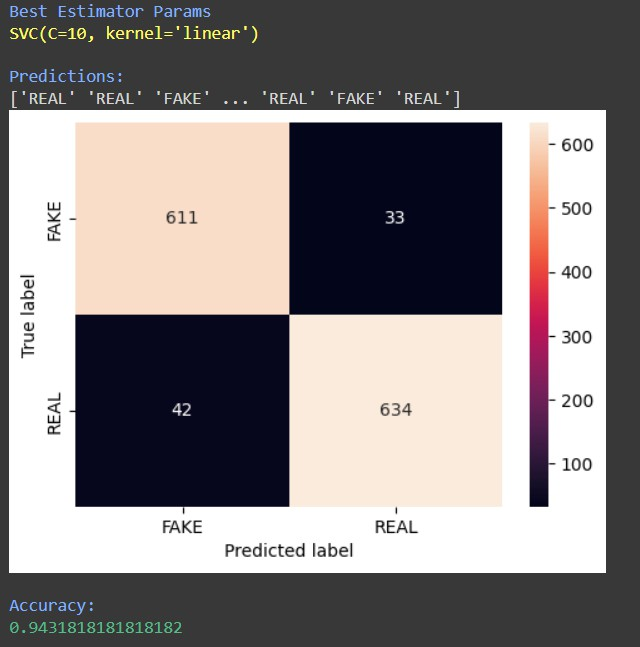 Best Estimator Params
SVC(C=10, kernel='linear')
Predictions:
['REAL' 'REAL' 'FAKE' ... 'REAL' 'FAKE' 'REAL']
600
611
33
FAKE
500
400
True label
300
REAL
42
634
200
100
FAKE
REAL
Predicted label
Accuracy:
0.9431818181818182